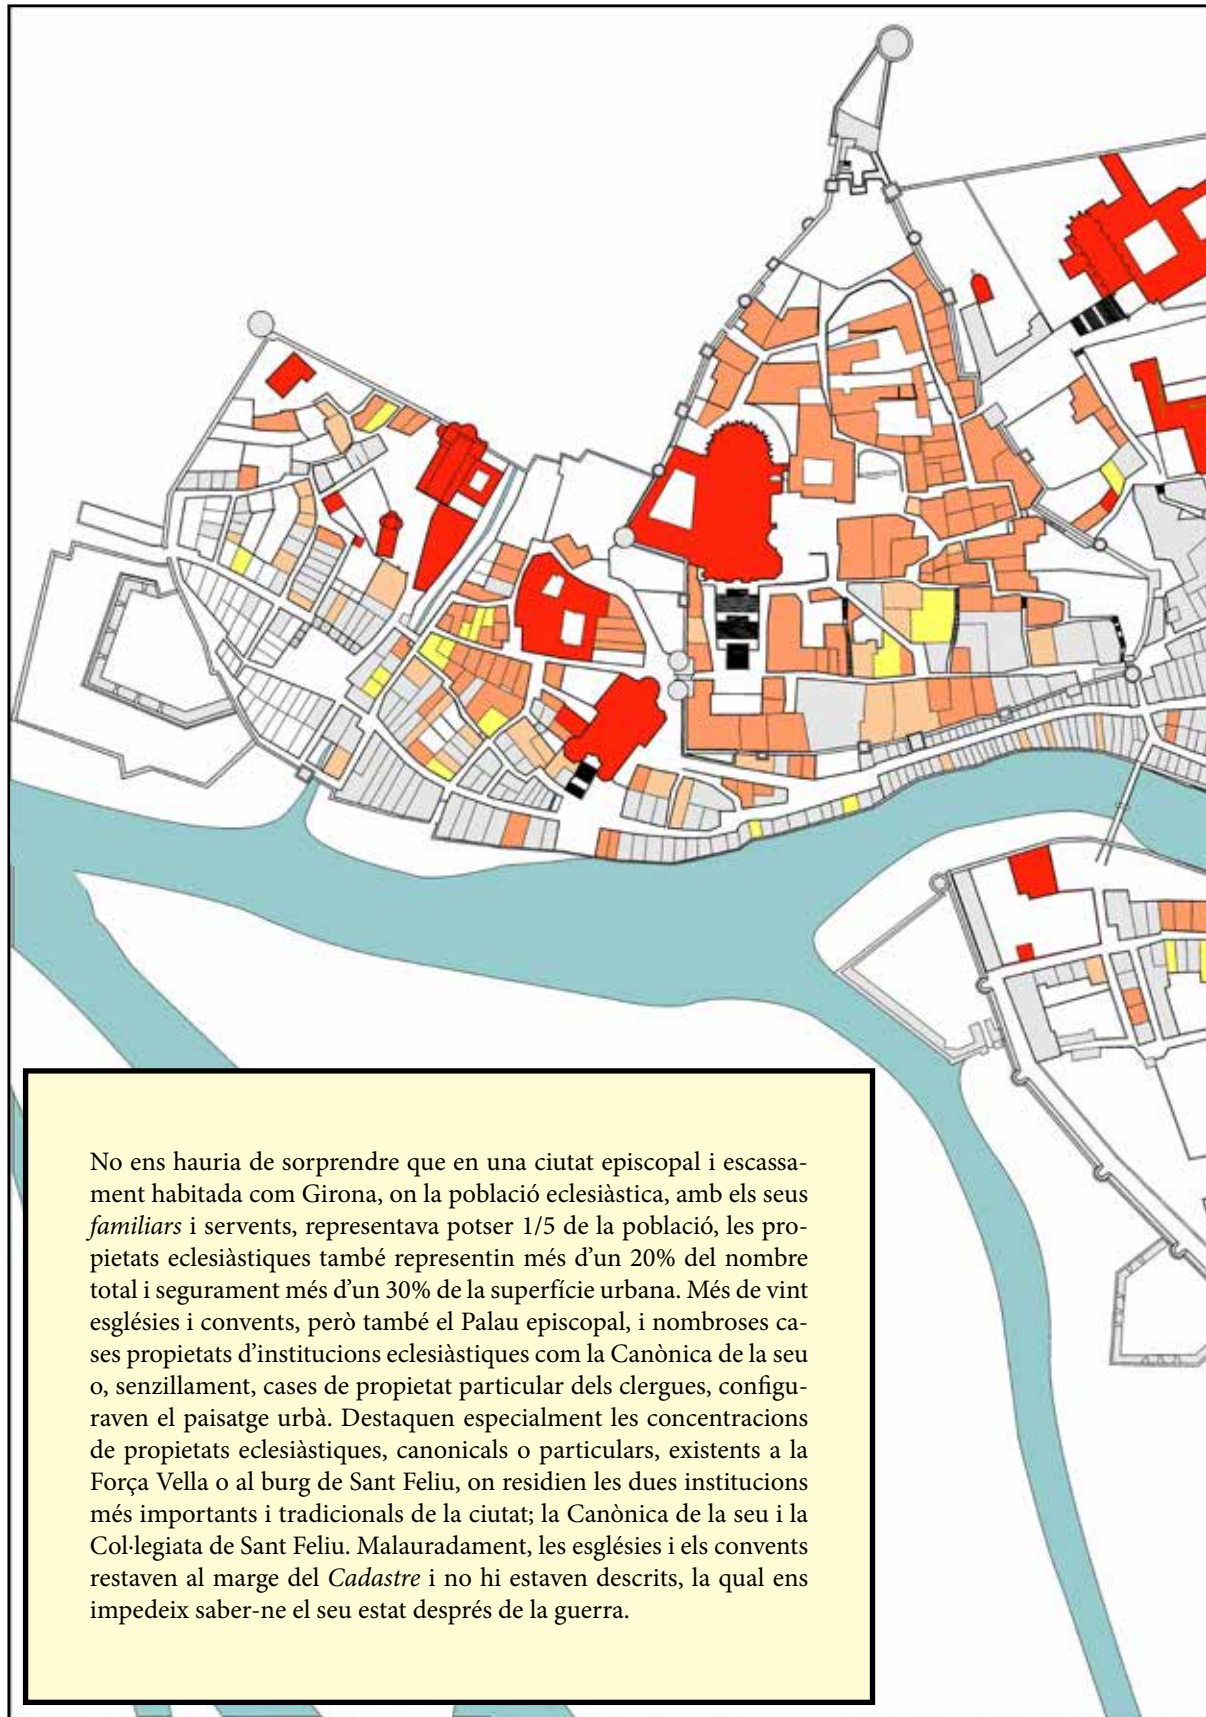 No ens hauria de sorprendre que en una ciutat episcopal i escassa-
ment habitada com Girona, on la població eclesiàstica, amb els seus
familiars i servents, representava potser 1/5 de la població, les pro-
pietats eclesiàstiques també representin més d'un 20% del nombre
total i segurament més d'un 30% de la superfície urbana. Més de vint
esglésies i convents, però també el Palau episcopal, i nombroses ca-
ses propietats d'institucions eclesiàstiques com la Canònica de la seu
o, senzillament, cases de propietat particular dels clergues, configu-
raven el paisatge urbà. Destaquen especialment les concentracions
de propietats eclesiàstiques, canonicals o particulars, existents a la
Força Vella o al burg de Sant Feliu, on residien les dues institucions
més importants i tradicionals de la ciutat; la Canònica de la seu i la
Col·legiata de Sant Feliu. Malauradament, les esglésies i els convents
restaven al marge del Cadastre i no hi estaven descrits, la qual ens
impedeix saber-ne el seu estat després de la guerra.